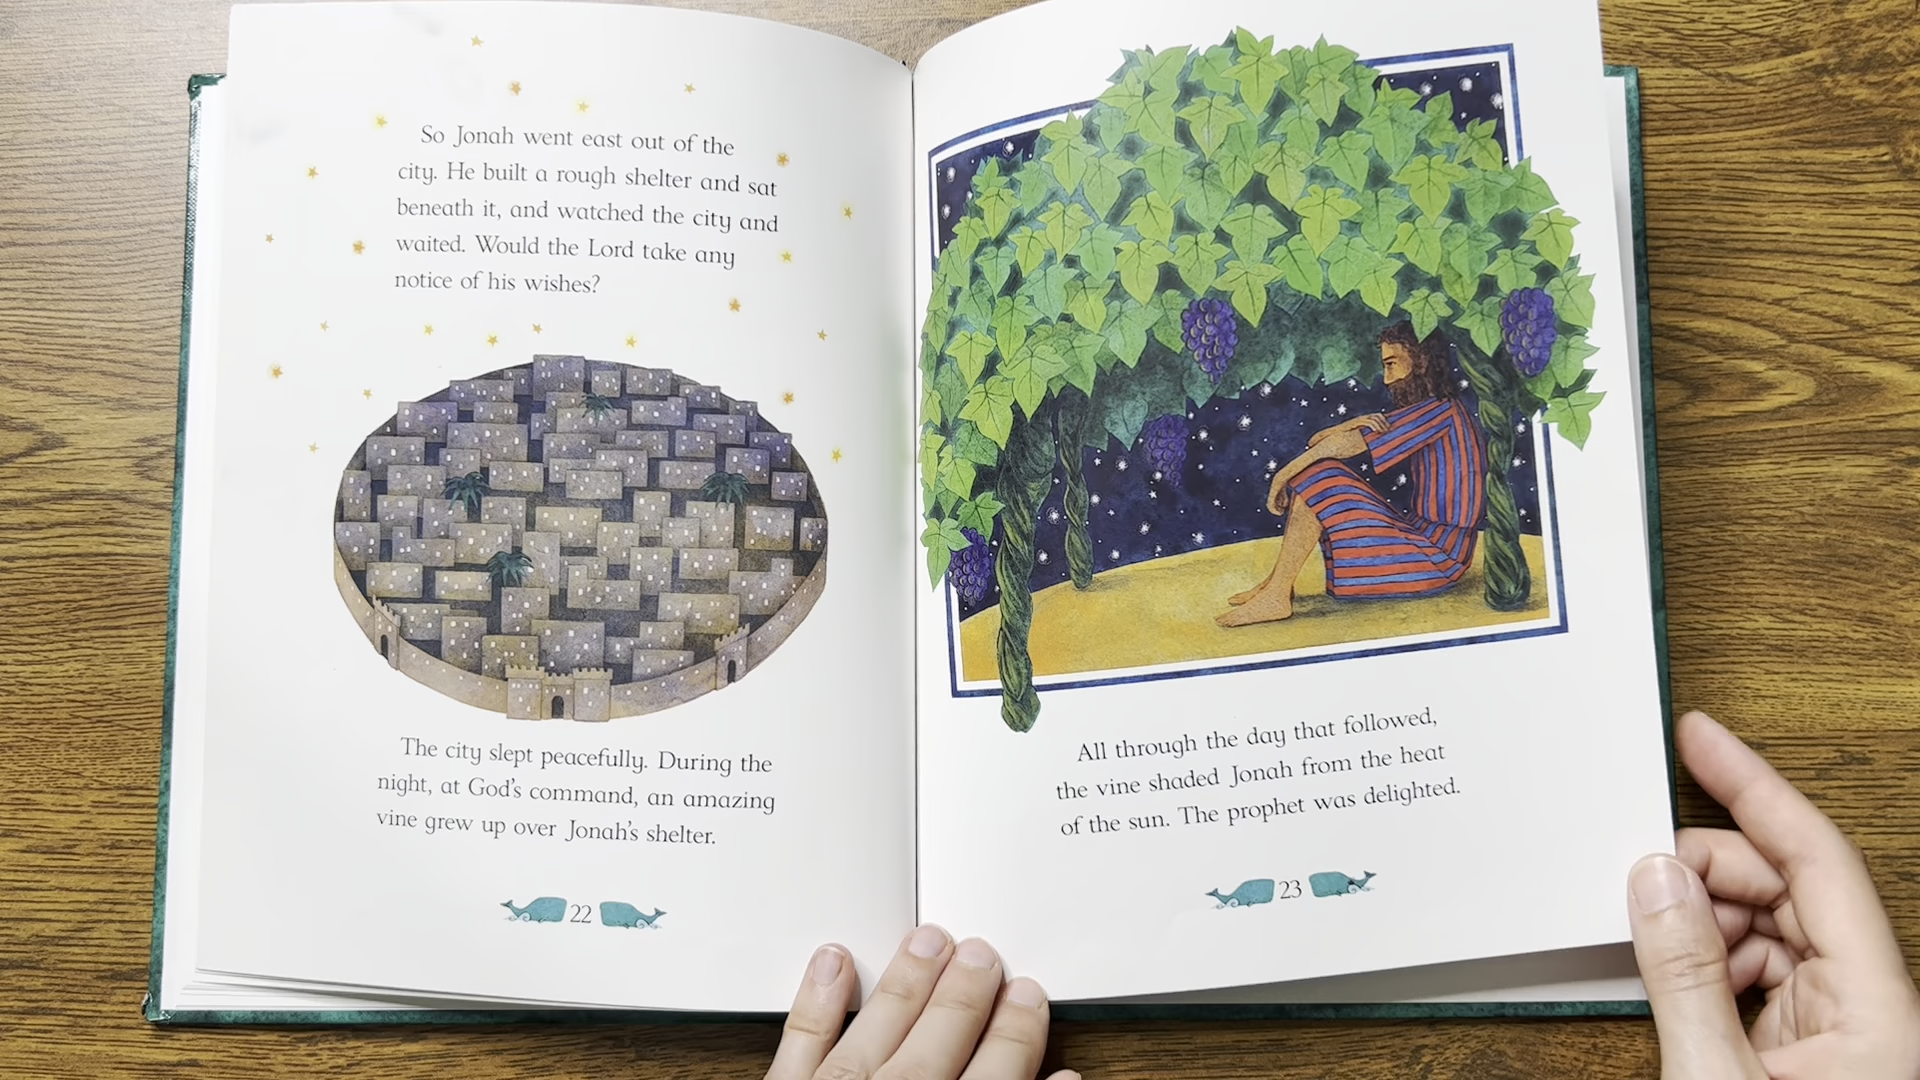 So Jonah went east out of the
city. He built a rough shelter and sat
beneath it, and watched the city and
waited. Would the Lord take any
notice of his wishes?
The city slept peacefully. During the
night, at God's command, an amazing
vine grew up over Jonah's shelter.
22
All through the day that followed,
the vine shaded Jonah from the heat
of the sun. The prophet was delighted.
23